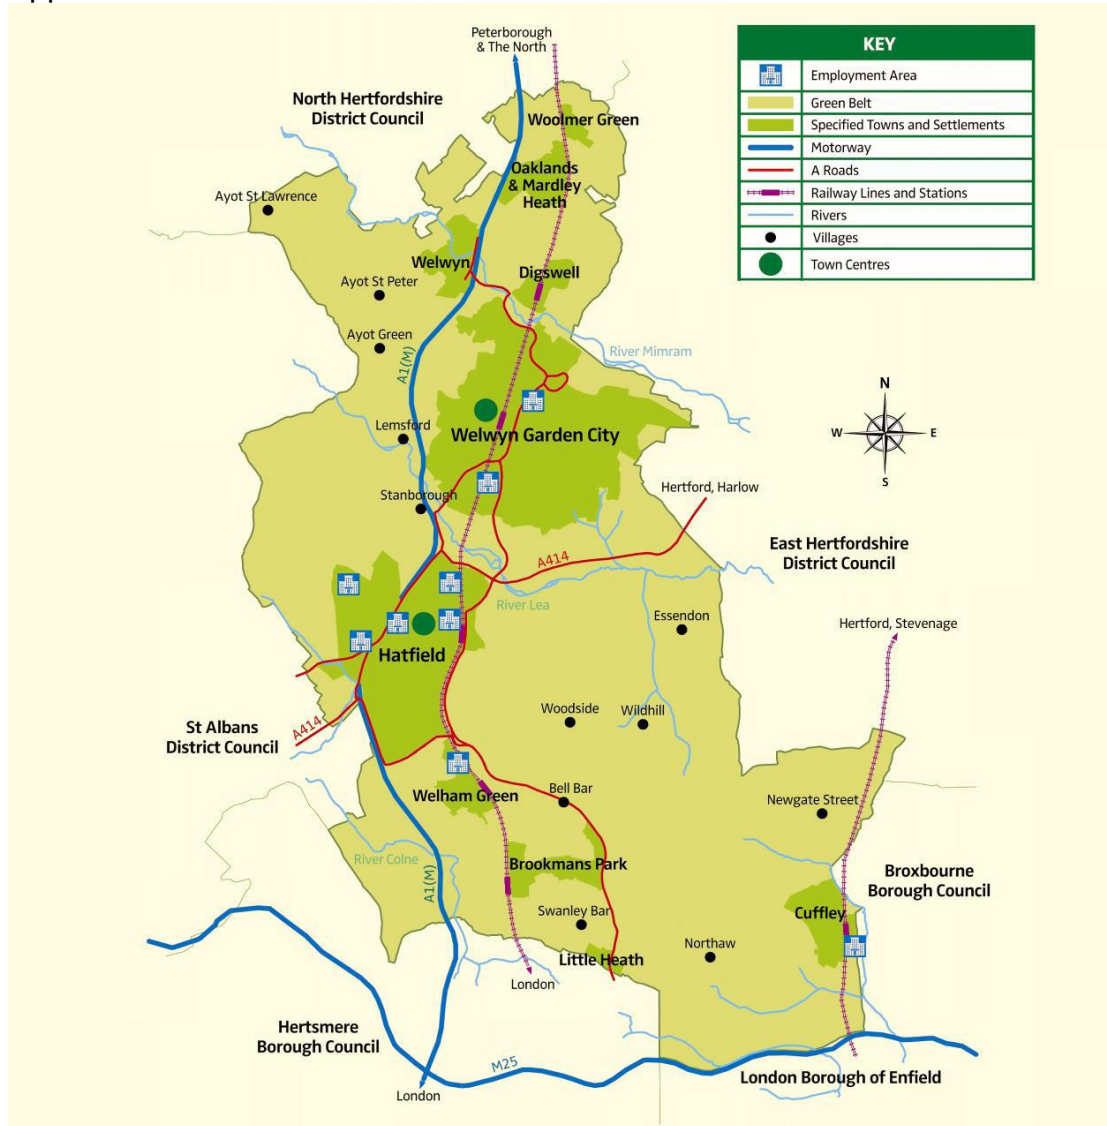 Peterborough
& The North
KEY
Employment Area
Green Belt
Specified Towns and Settlements
Motorway
A Roads
Railway Lines and Stations
Rivers
Villages
Town Centres
North Hertfordshire
District Council
Woolmer Green
Oaklands
& Mardley
Heath
Ayot St Lawrence
Welwyn
Digswell
Ayot St Peter
Ayot Green
A1(M)
River Mimram
N
W
E
S
Lemsford
Welwyn Garden City
Stanborough
Hertford, Harlow
A414
East Hertfordshire
District Council
River Lea
Essendon
Hertford, Stevenage
Hatfield
Woodside
Wildhill
St Albans
District Council
A414
Welham Green
Bell Bar
Newgate Street
River Colne
A1(M)
Brookmans Park
Broxbourne
Borough Council
Swanley Bar
Cuffley
Little Heath
Northaw
London
Hertsmere
Borough Council
M25
London
London Borough of Enfield